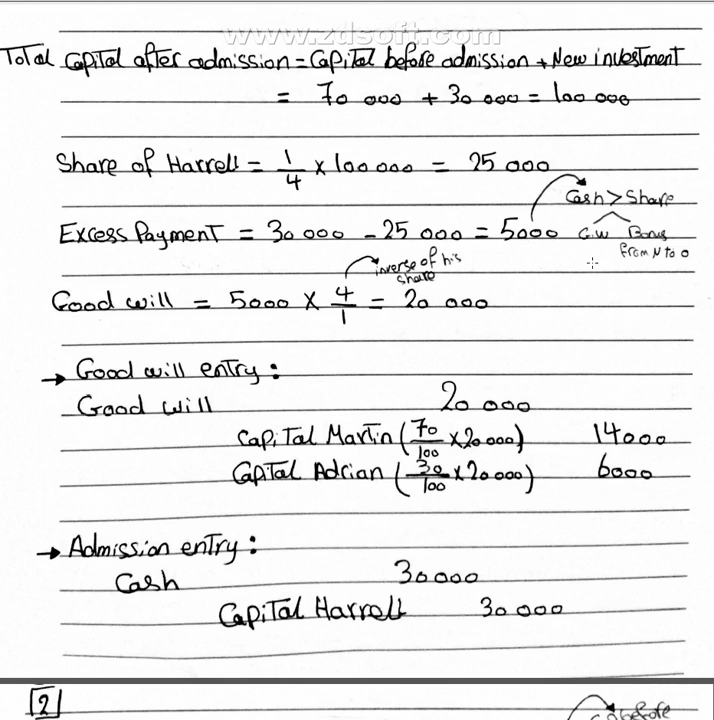 www.zdsoft.com
Total Capital after admission = Capital before admission + New investment
= 70 000 + 30 000 = 100 000
Share of Harrell = 1/4 × 100 000 = 25 000
Cash > Share
Excess Payment = 30 000 - 25 000 = 5000 G.W Bonus
from N to O
inverse of his
share
Good will = 5000 × 4/1 = 20 000
→ Good will entry :
Good will 20 000
Capital Martin (70/100 × 20 000) 14000
Capital Adrian (30/100 × 20 000) 6000
→ Admission entry :
Cash 30000
Capital Harrell 30 000
2
before